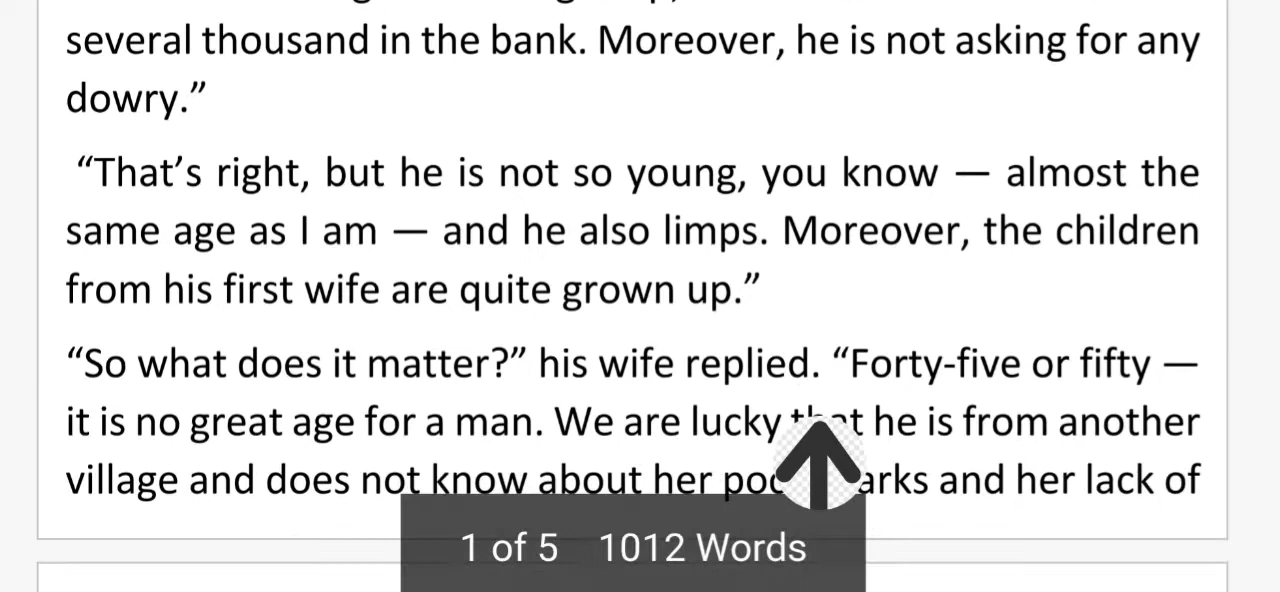 several thousand in the bank. Moreover, he is not asking for any
dowry.”
“That’s right, but he is not so young, you know — almost the
same age as I am — and he also limps. Moreover, the children
from his first wife are quite grown up.”
“So what does it matter?” his wife replied. “Forty-five or fifty —
it is no great age for a man. We are lucky that he is from another
village and does not know about her and her lack of
1 of 5 1012 Words